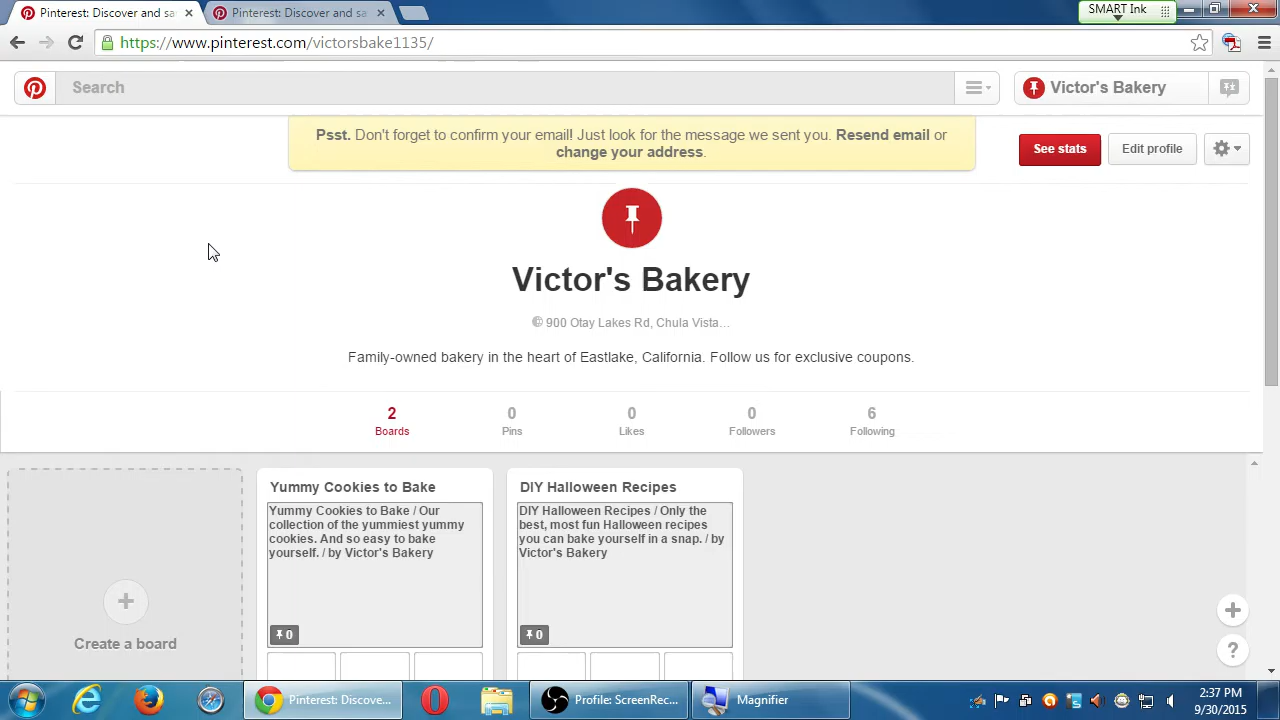 Pinterest: Discover and sa
Pinterest: Discover and sa
SMART Ink
https://www.pinterest.com/victorsbake1135/
Search
Victor's Bakery
Psst. Don't forget to confirm your email! Just look for the message we sent you. Resend email or
change your address.
See stats
Edit profile
Victor's Bakery
900 Otay Lakes Rd, Chula Vista...
Family-owned bakery in the heart of Eastlake, California. Follow us for exclusive coupons.
2
Boards
0
Pins
0
Likes
0
Followers
6
Following
Create a board
Yummy Cookies to Bake
Yummy Cookies to Bake / Our
collection of the yummiest yummy
cookies. And so easy to bake
yourself. / by Victor's Bakery
0
DIY Halloween Recipes
DIY Halloween Recipes / Only the
best, most fun Halloween recipes
you can bake yourself in a snap. / by
Victor's Bakery
0
?
Pinterest: Discove...
Profile: ScreenRec...
Magnifier
2:37 PM
9/30/2015